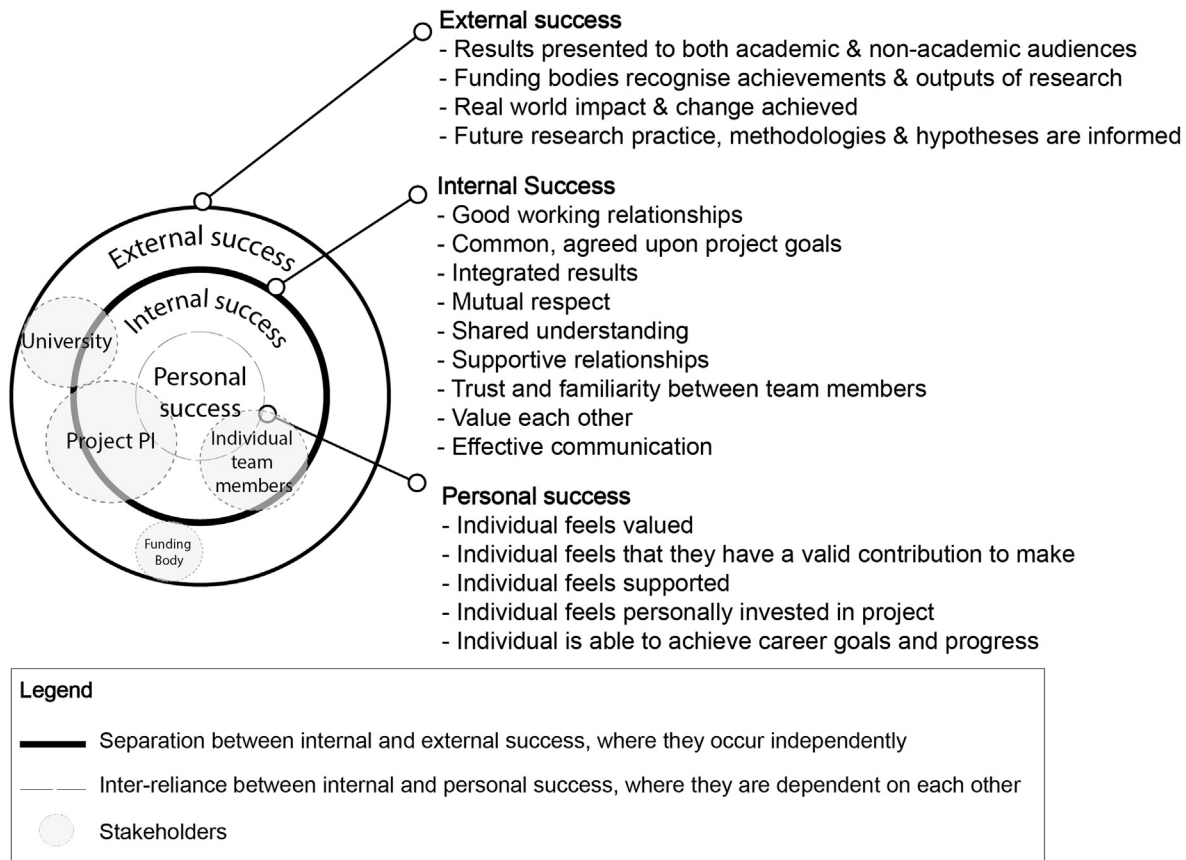 External success
- Results presented to both academic & non-academic audiences
- Funding bodies recognise achievements & outputs of research
- Real world impact & change achieved
- Future research practice, methodologies & hypotheses are informed
Internal Success
- Good working relationships
- Common, agreed upon project goals
- Integrated results
- Mutual respect
- Shared understanding
- Supportive relationships
- Trust and familiarity between team members
- Value each other
- Effective communication
Personal success
- Individual feels valued
- Individual feels that they have a valid contribution to make
- Individual feels supported
- Individual feels personally invested in project
- Individual is able to achieve career goals and progress
External success
Internal success
University
Personal
success
Project PI
Individual
team
members
Funding
Body
Legend
Separation between internal and external success, where they occur independently
Inter-reliance between internal and personal success, where they are dependent on each other
Stakeholders